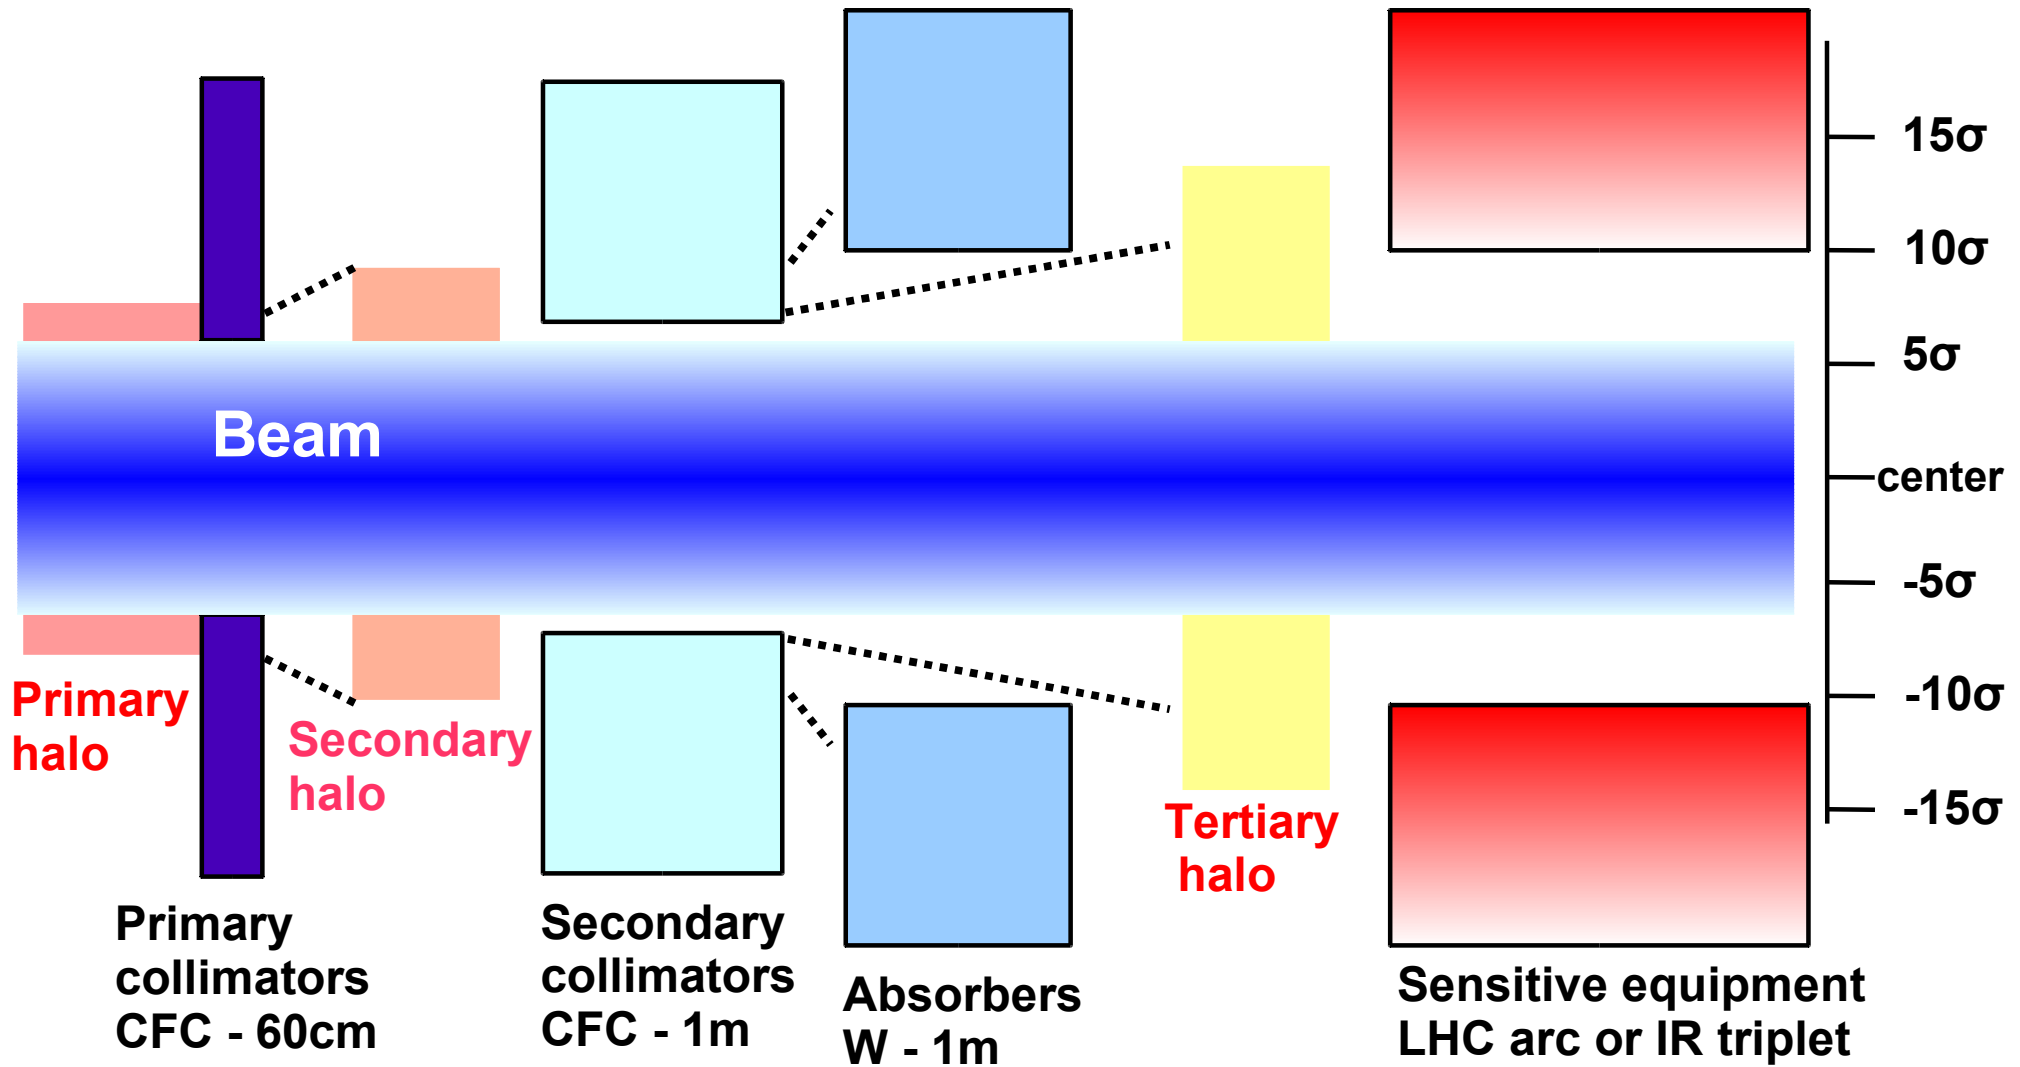 Beam
15σ
10σ
5σ
center
-5σ
-10σ
-15σ
Primary
halo
Secondary
halo
Tertiary
halo
Primary
collimators
CFC - 60cm
Secondary
collimators
CFC - 1m
Absorbers
W - 1m
Sensitive equipment
LHC arc or IR triplet